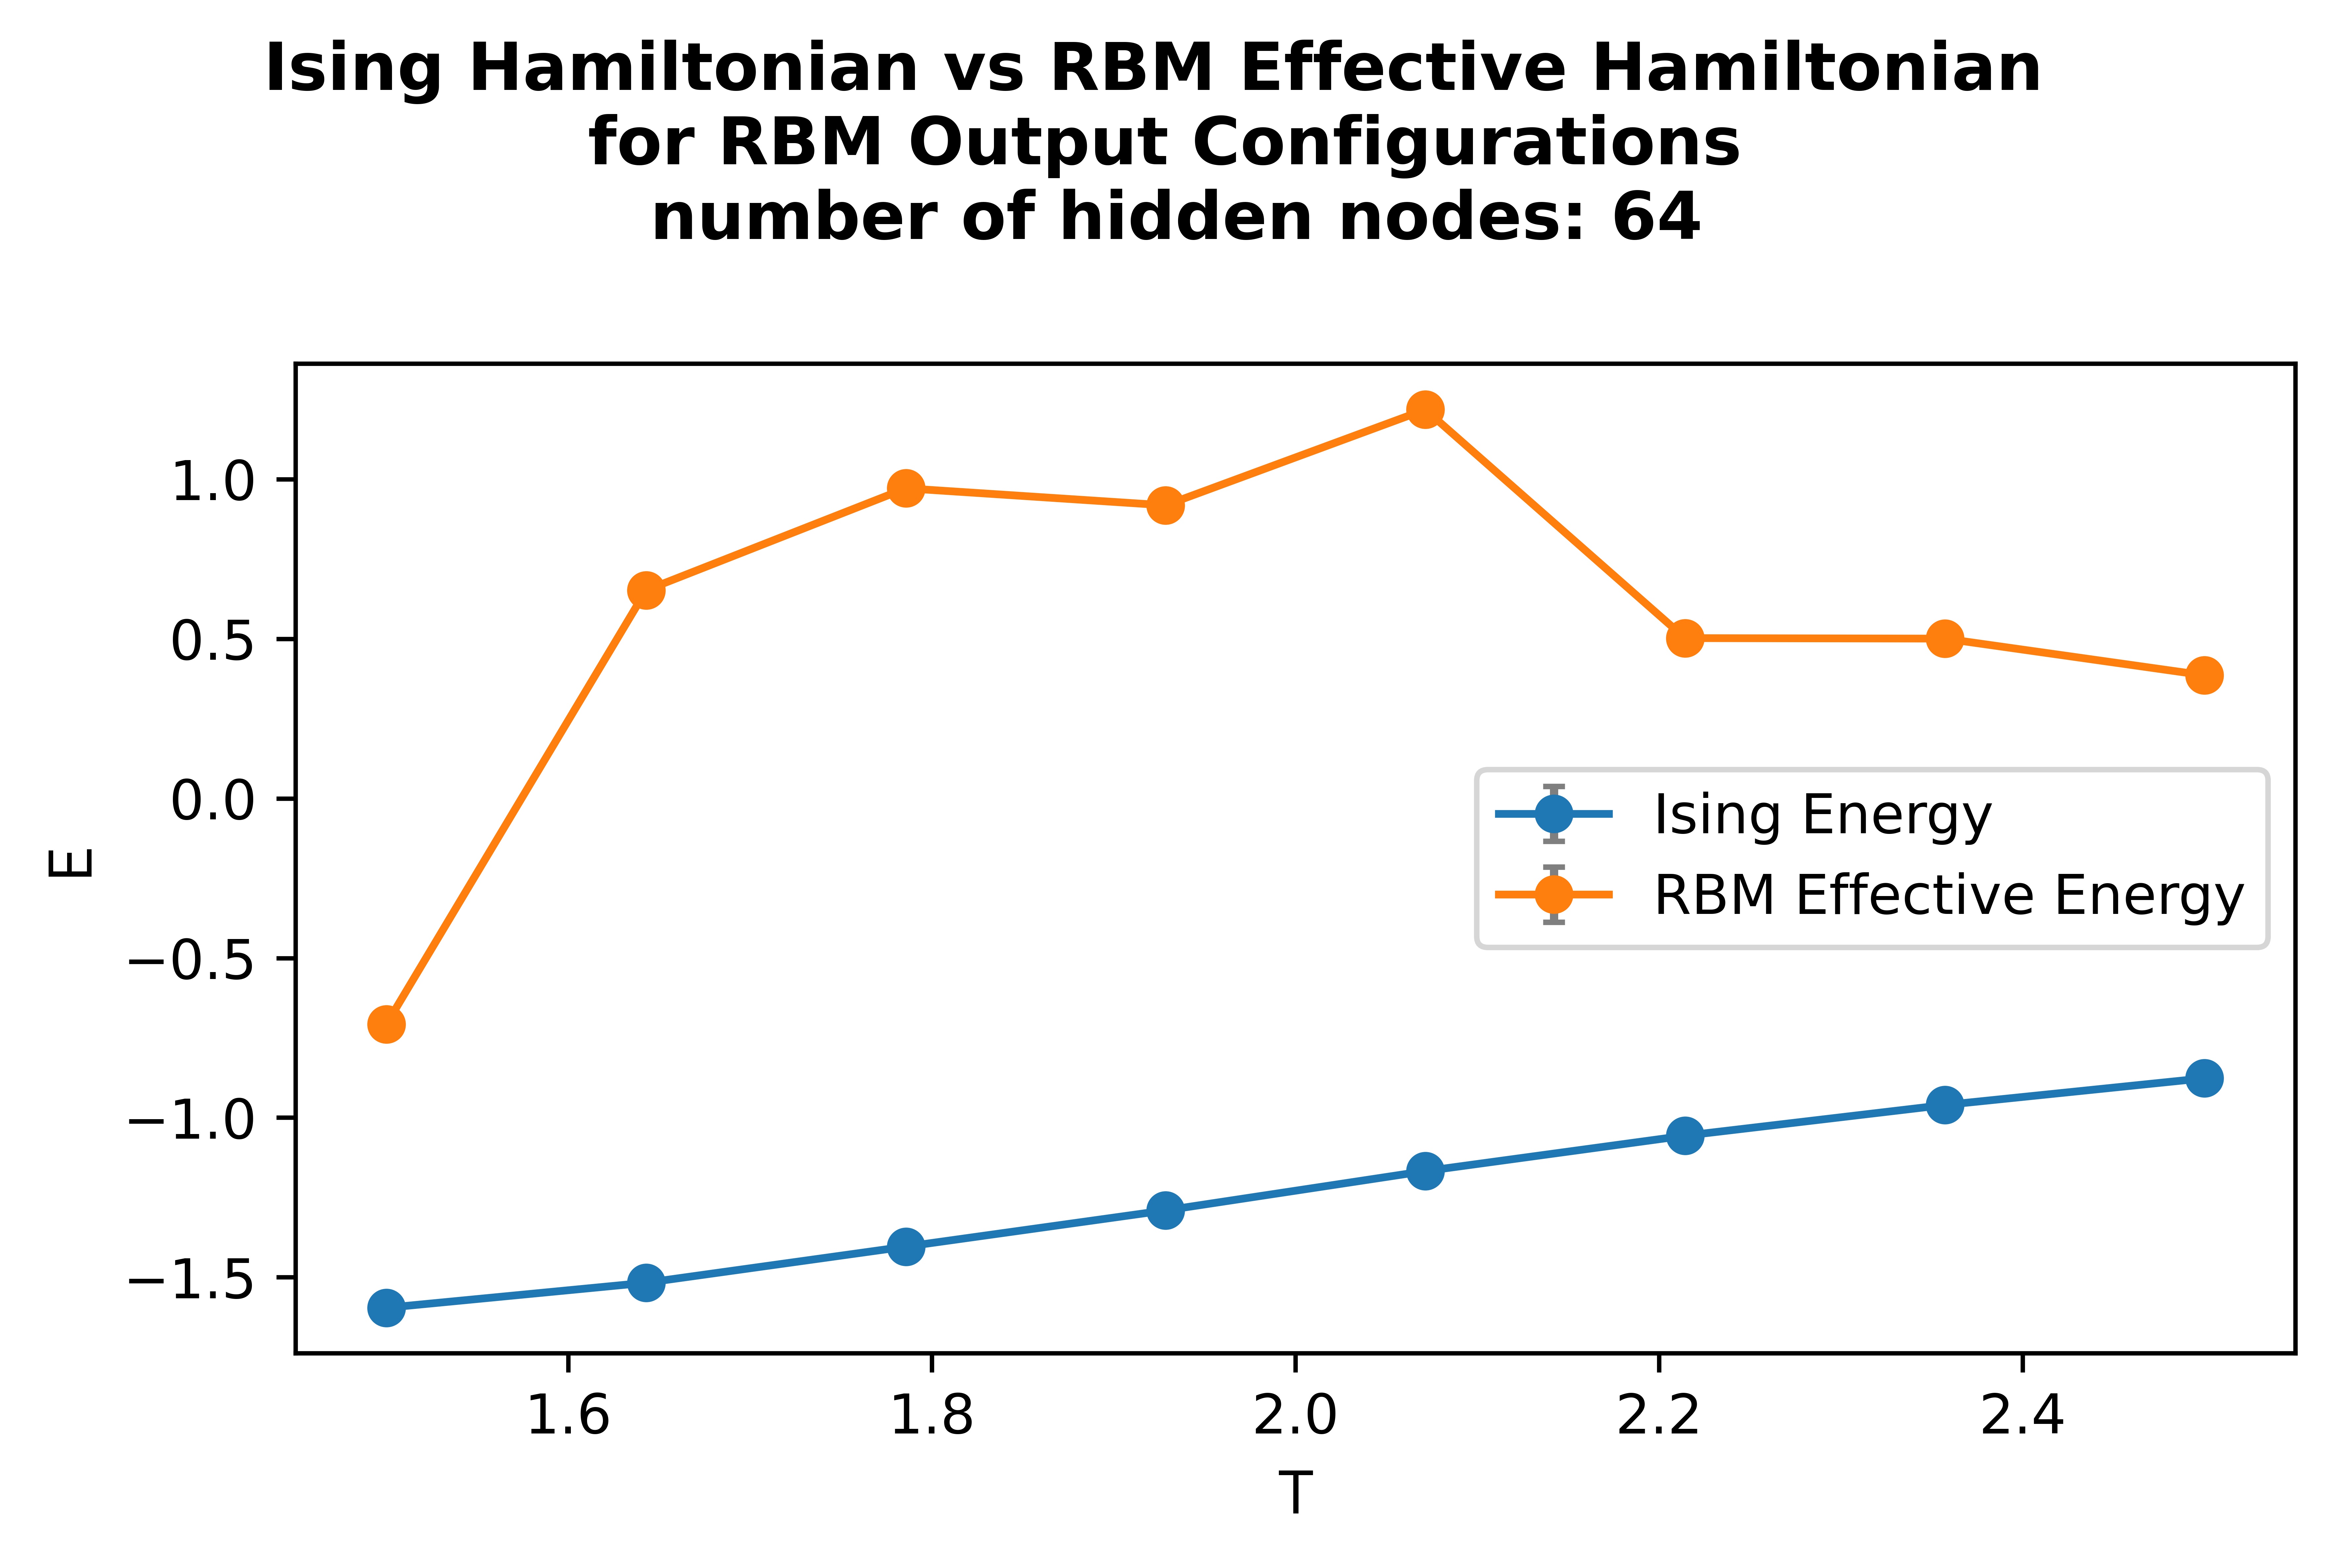 Ising Hamiltonian vs RBM Effective Hamiltonian
for RBM Output Configurations
number of hidden nodes: 64
1.0
0.5
0.0
−0.5
−1.0
−1.5
E
Ising Energy
RBM Effective Energy
1.6 1.8 2.0 2.2 2.4
T